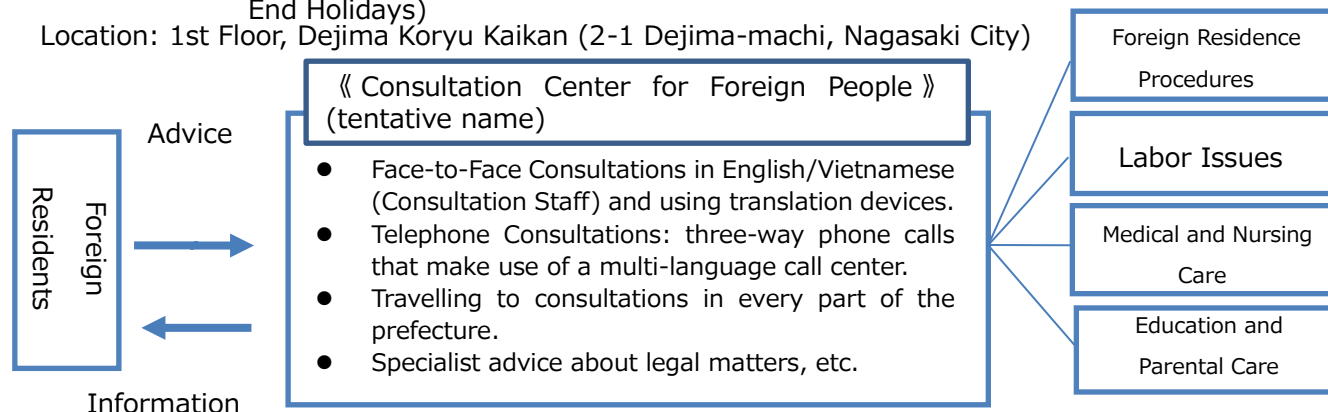 End Holidays)
Location: 1st Floor, Dejima Koryu Kaikan (2-1 Dejima-machi, Nagasaki City)
Advice
Foreign
Residents
Information
《 Consultation Center for Foreign People 》
(tentative name)
● Face-to-Face Consultations in English/Vietnamese
(Consultation Staff) and using translation devices.
● Telephone Consultations: three-way phone calls
that make use of a multi-language call center.
● Travelling to consultations in every part of the
prefecture.
● Specialist advice about legal matters, etc.
Foreign Residence
Procedures
Labor Issues
Medical and Nursing
Care
Education and
Parental Care